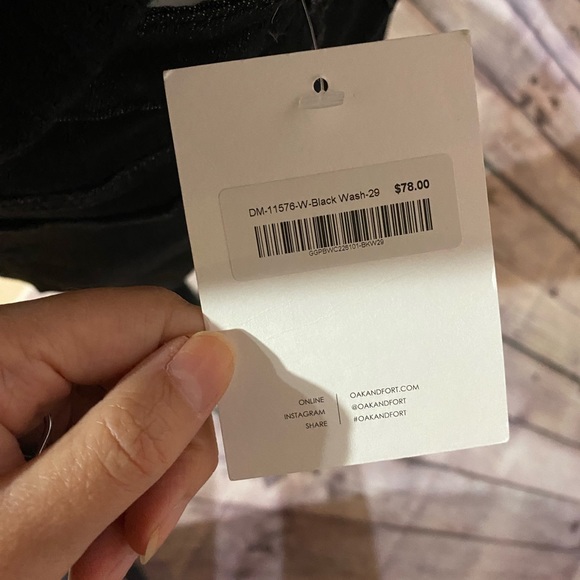 DM-11576-W-Black Wash-29 $78.00
GGPBWC226101-BKW29
ONLINE OAKANDFORT.COM
INSTAGRAM @OAKANDFORT
SHARE #OAKANDFORT